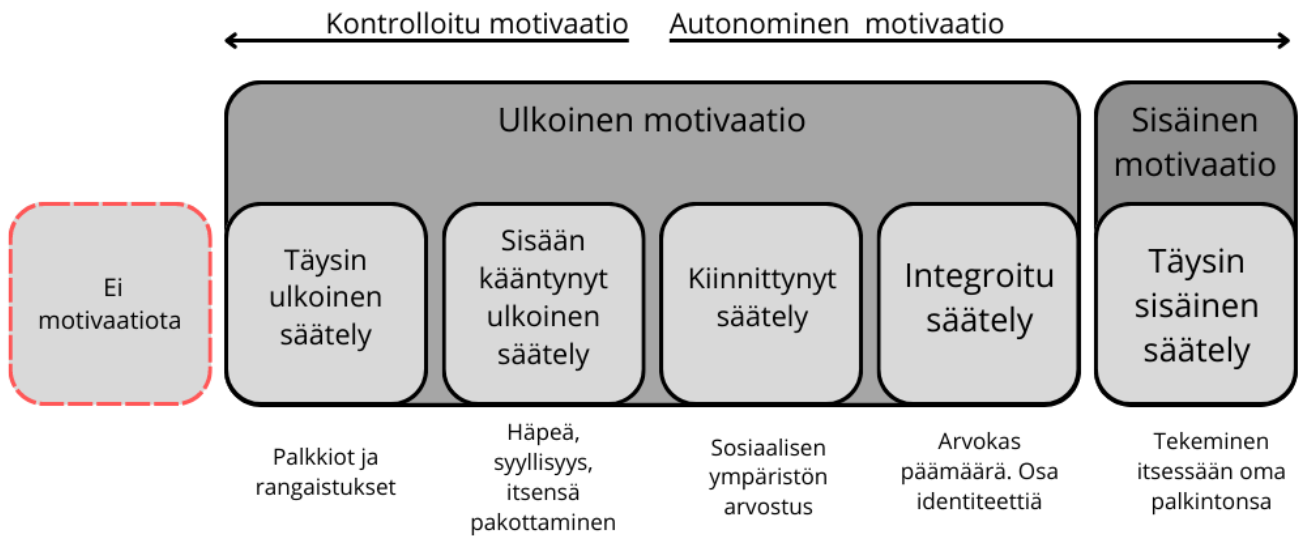 Kontrolloitu motivaatio
Autonominen motivaatio
Ulkoinen motivaatio
Sisäinen
motivaatio
Ei
motivaatiota
Täysin
ulkoinen
säätely
Sisään
kääntynyt
ulkoinen
säätely
Kiinnittynyt
säätely
Integroitu
säätely
Täysin
sisäinen
säätely
Palkkiot ja
rangaistukset
Häpeä,
syyllisyys,
itsensä
pakottaminen
Sosiaalisen
ympäristön
arvostus
Arvokas
päämäärä. Osa
identiteettiä
Tekeminen
itsessään oma
palkintonsa